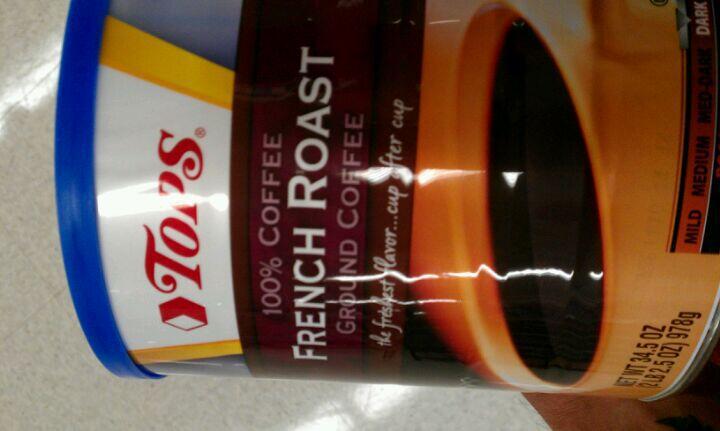 TOPS®
100% COFFEE
FRENCH ROAST
GROUND COFFEE
the freshest flavor...cup after cup
MILD MEDIUM MED-DARK DARK
NET WT 34.5 OZ
(2 LB 2.5 OZ) 978g